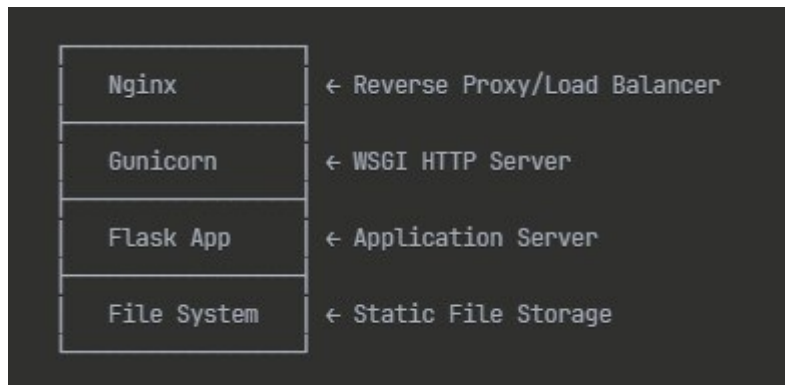 Nginx ← Reverse Proxy/Load Balancer
Gunicorn ← WSGI HTTP Server
Flask App ← Application Server
File System ← Static File Storage